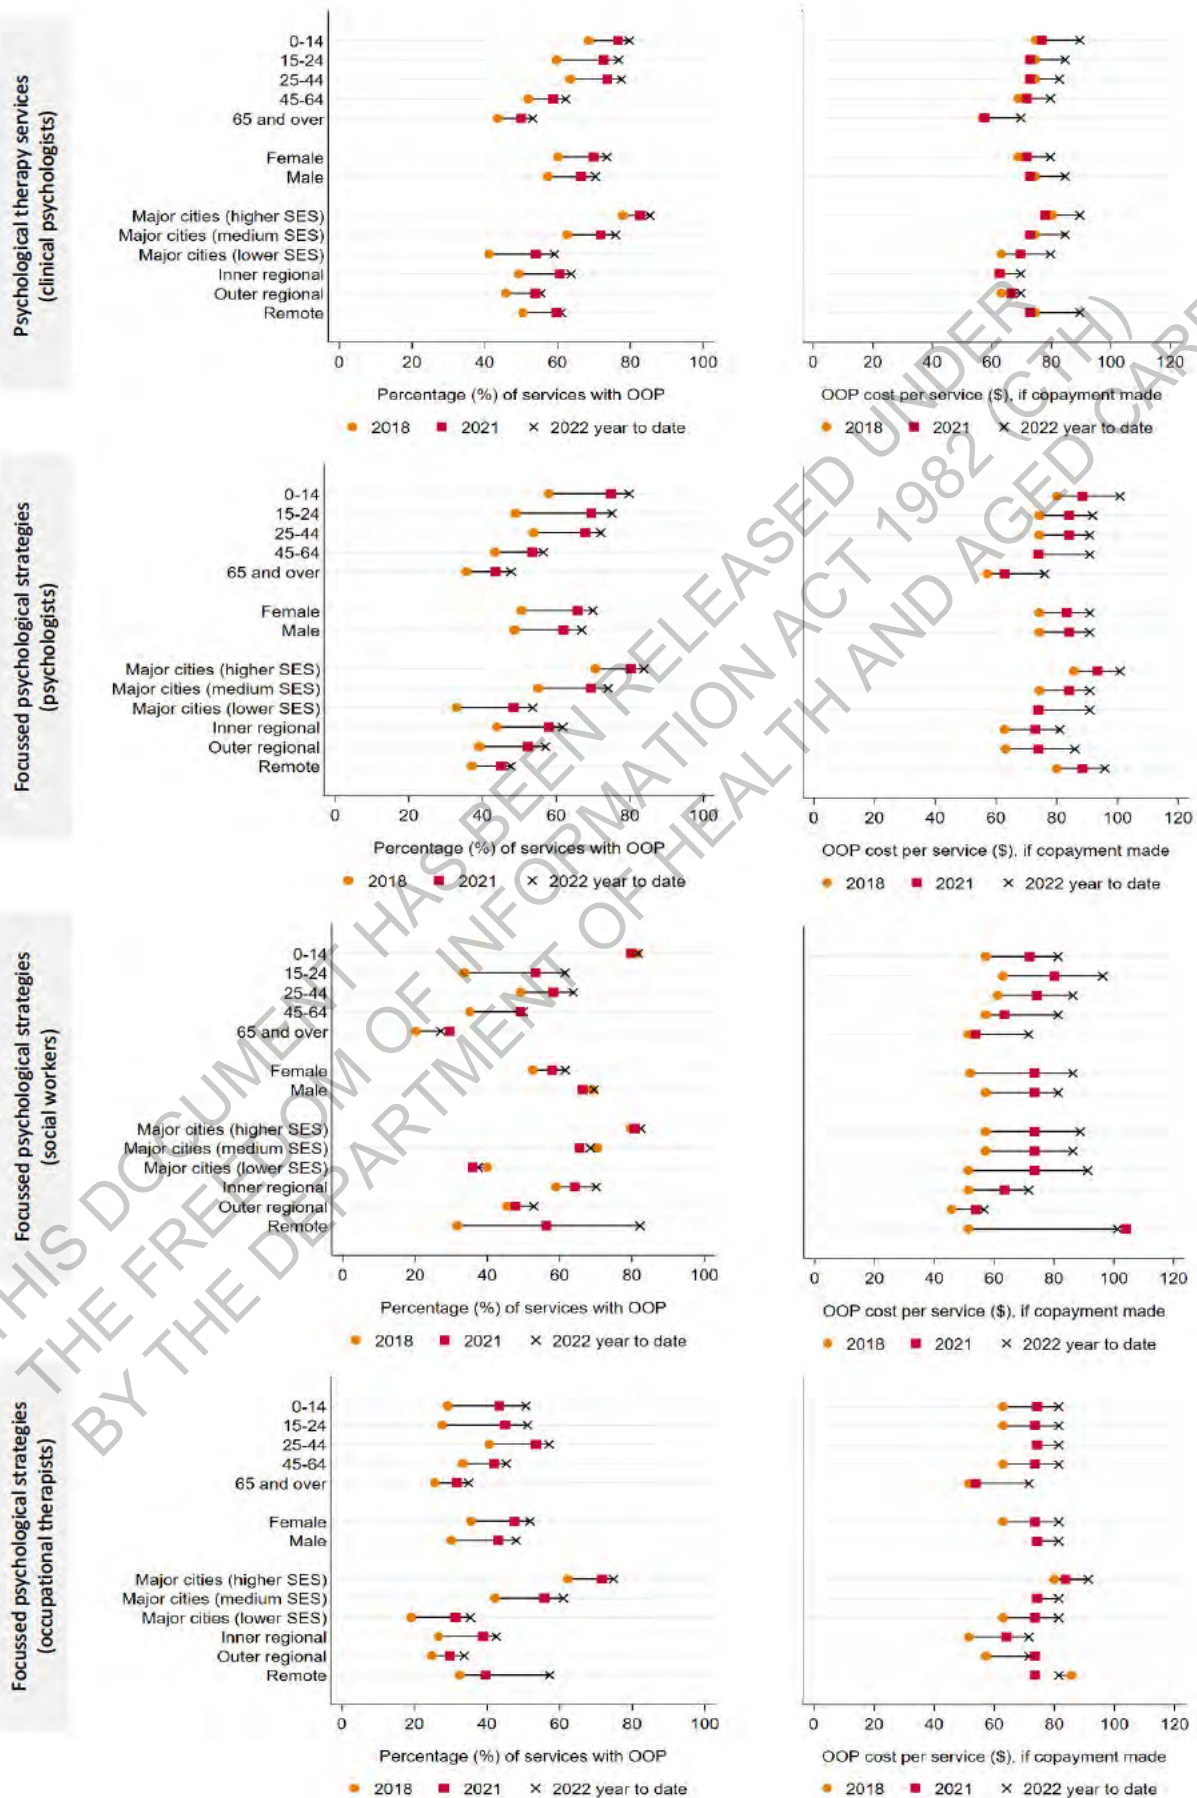 Psychological therapy services
(clinical psychologists)
0-14
15-24
25-44
45-64
65 and over
Female
Male
Major cities (higher SES)
Major cities (medium SES)
Major cities (lower SES)
Inner regional
Outer regional
Remote
0 20 40 60 80 100
Percentage (%) of services with OOP
2018 2021 2022 year to date
0 20 40 60 80 100 120
OOP cost per service ($), if copayment made
2018 2021 2022 year to date
Focussed psychological strategies
(psychologists)
0-14
15-24
25-44
45-64
65 and over
Female
Male
Major cities (higher SES)
Major cities (medium SES)
Major cities (lower SES)
Inner regional
Outer regional
Remote
0 20 40 60 80 100
Percentage (%) of services with OOP
2018 2021 2022 year to date
0 20 40 60 80 100 120
OOP cost per service ($), if copayment made
2018 2021 2022 year to date
Focussed psychological strategies
(social workers)
0-14
15-24
25-44
45-64
65 and over
Female
Male
Major cities (higher SES)
Major cities (medium SES)
Major cities (lower SES)
Inner regional
Outer regional
Remote
0 20 40 60 80 100
Percentage (%) of services with OOP
2018 2021 2022 year to date
0 20 40 60 80 100 120
OOP cost per service ($), if copayment made
2018 2021 2022 year to date
Focussed psychological strategies
(occupational therapists)
0-14
15-24
25-44
45-64
65 and over
Female
Male
Major cities (higher SES)
Major cities (medium SES)
Major cities (lower SES)
Inner regional
Outer regional
Remote
0 20 40 60 80 100
Percentage (%) of services with OOP
2018 2021 2022 year to date
0 20 40 60 80 100 120
OOP cost per service ($), if copayment made
2018 2021 2022 year to date
THIS DOCUMENT HAS BEEN RELEASED UNDER
THE FREEDOM OF INFORMATION ACT 1982 (CTH)
BY THE DEPARTMENT OF HEALTH AND AGED CARE